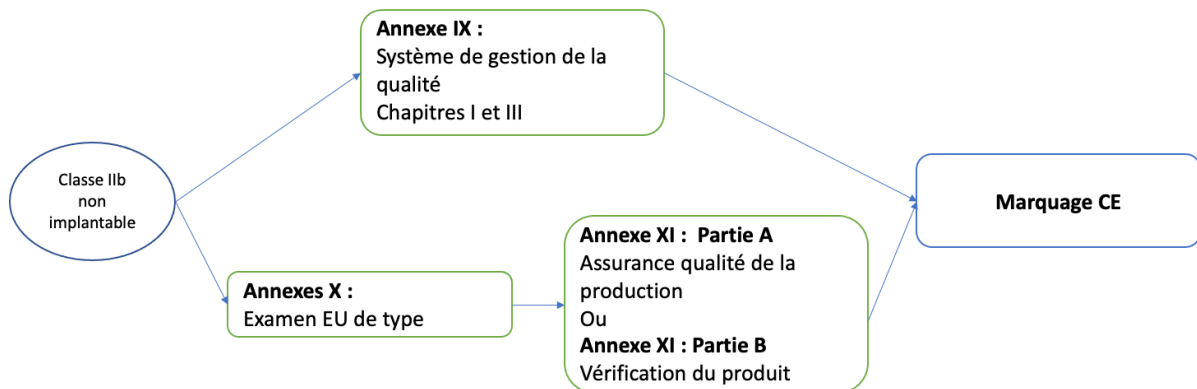 Annexe IX :
Système de gestion de la
qualité
Chapitres I et III
Classe IIb
non
implantable
Marquage CE
Annexes X :
Examen EU de type
Annexe XI :  Partie A
Assurance qualité de la
production
Ou
Annexe XI : Partie B
Vérification du produit